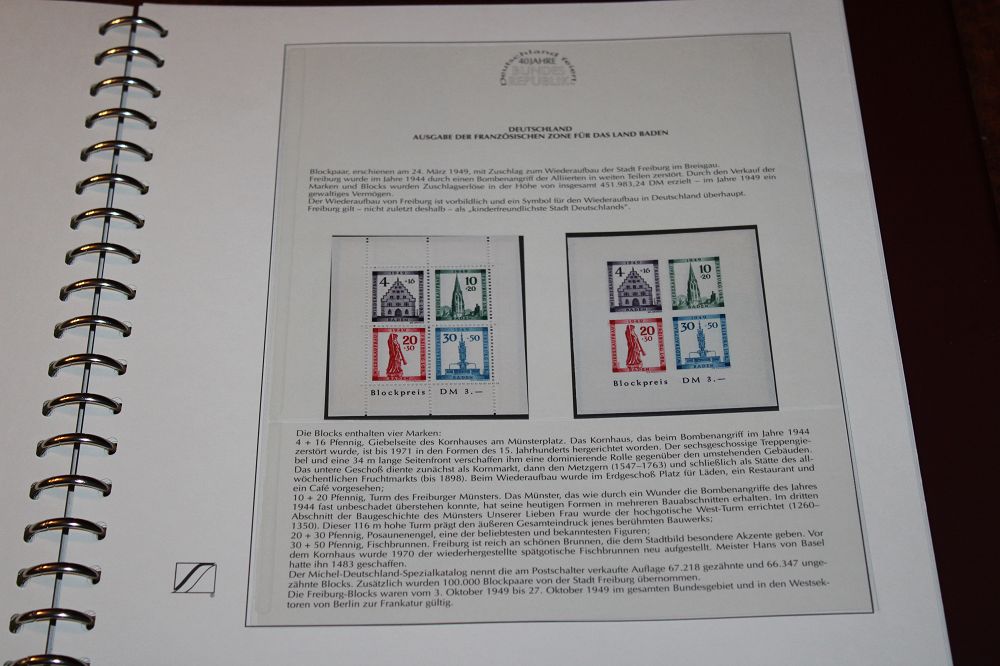 Deutschland feiert
40 JAHRE
BUNDES
REPUBLIK
DEUTSCHLAND
AUSGABE DER FRANZÖSISCHEN ZONE FÜR DAS LAND BADEN
Blockpaar, erschienen am 24. März 1949, mit Zuschlag zum Wiederaufbau der Stadt Freiburg im Breisgau.
Freiburg wurde im Jahre 1944 durch einen Bombenangriff der Alliierten in weiten Teilen zerstört. Durch den Verkauf der
Marken und Blocks wurden Zuschlagserlöse in der Höhe von insgesamt 451.983,24 DM erzielt – im Jahre 1949 ein
gewaltiges Vermögen.
Der Wiederaufbau von Freiburg ist vorbildlich und ein Symbol für den Wiederaufbau in Deutschland überhaupt.
Freiburg gilt – nicht zuletzt deshalb – als „kinderfreundlichste Stadt Deutschlands".
1949 1949
4 +16 10 +20
BADEN
20 +30 30 +50
BADEN BADEN
Blockpreis DM 3.—
1949 1949
4 +16 10 +20
BADEN
20 +30 30 +50
BADEN BADEN
Blockpreis DM 3.—
Die Blocks enthalten vier Marken:
4 + 16 Pfennig, Giebelseite des Kornhauses am Münsterplatz. Das Kornhaus, das beim Bombenangriff im Jahre 1944
zerstört wurde, ist bis 1971 in den Formen des 15. Jahrhunderts hergerichtet worden. Der sechsgeschossige Treppengie-
bel und eine 34 m lange Seitenfront verschaffen ihm eine dominierende Rolle gegenüber den umstehenden Gebäuden.
Das untere Geschoß diente zunächst als Kornmarkt, dann den Metzgern (1547–1763) und schließlich als Stätte des all-
wöchentlichen Fruchtmarkts (bis 1898). Beim Wiederaufbau wurde im Erdgeschoß Platz für Läden, ein Restaurant und
ein Café vorgesehen;
10 + 20 Pfennig, Turm des Freiburger Münsters. Das Münster, das wie durch ein Wunder die Bombenangriffe des Jahres
1944 fast unbeschadet überstehen konnte, hat seine heutigen Formen in mehreren Bauabschnitten erhalten. Im dritten
Abschnitt der Baugeschichte des Münsters Unserer Lieben Frau wurde der hochgotische West-Turm errichtet (1260–
1350). Dieser 116 m hohe Turm prägt den äußeren Gesamteindruck jenes berühmten Bauwerks;
20 + 30 Pfennig, Posaunenengel, eine der beliebtesten und bekanntesten Figuren;
30 + 50 Pfennig, Fischbrunnen. Freiburg ist reich an schönen Brunnen, die dem Stadtbild besondere Akzente geben. Vor
dem Kornhaus wurde 1970 der wiederhergestellte spätgotische Fischbrunnen neu aufgestellt. Meister Hans von Basel
hatte ihn 1483 geschaffen.
Der Michel-Deutschland-Spezialkatalog nennt die am Postschalter verkaufte Auflage 67.218 gezähnte und 66.347 unge-
zähnte Blocks. Zusätzlich wurden 100.000 Blockpaare von der Stadt Freiburg übernommen.
Die Freiburg-Blocks waren vom 3. Oktober 1949 bis 27. Oktober 1949 im gesamten Bundesgebiet und in den Westsek-
toren von Berlin zur Frankatur gültig.